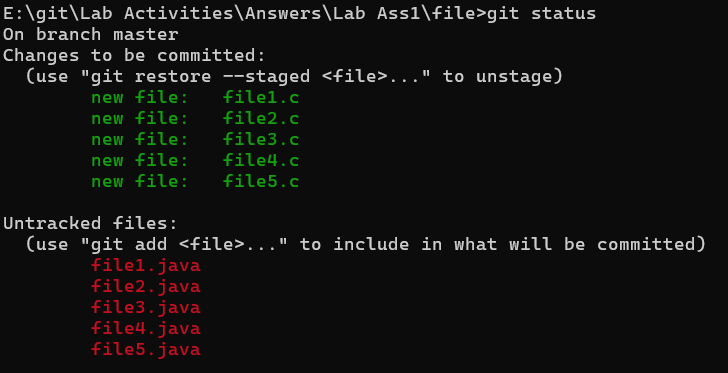 E:\git\Lab Activities\Answers\Lab Ass1\file>git status
On branch master
Changes to be committed:
  (use "git restore --staged <file>..." to unstage)
        new file:   file1.c
        new file:   file2.c
        new file:   file3.c
        new file:   file4.c
        new file:   file5.c

Untracked files:
  (use "git add <file>..." to include in what will be committed)
        file1.java
        file2.java
        file3.java
        file4.java
        file5.java